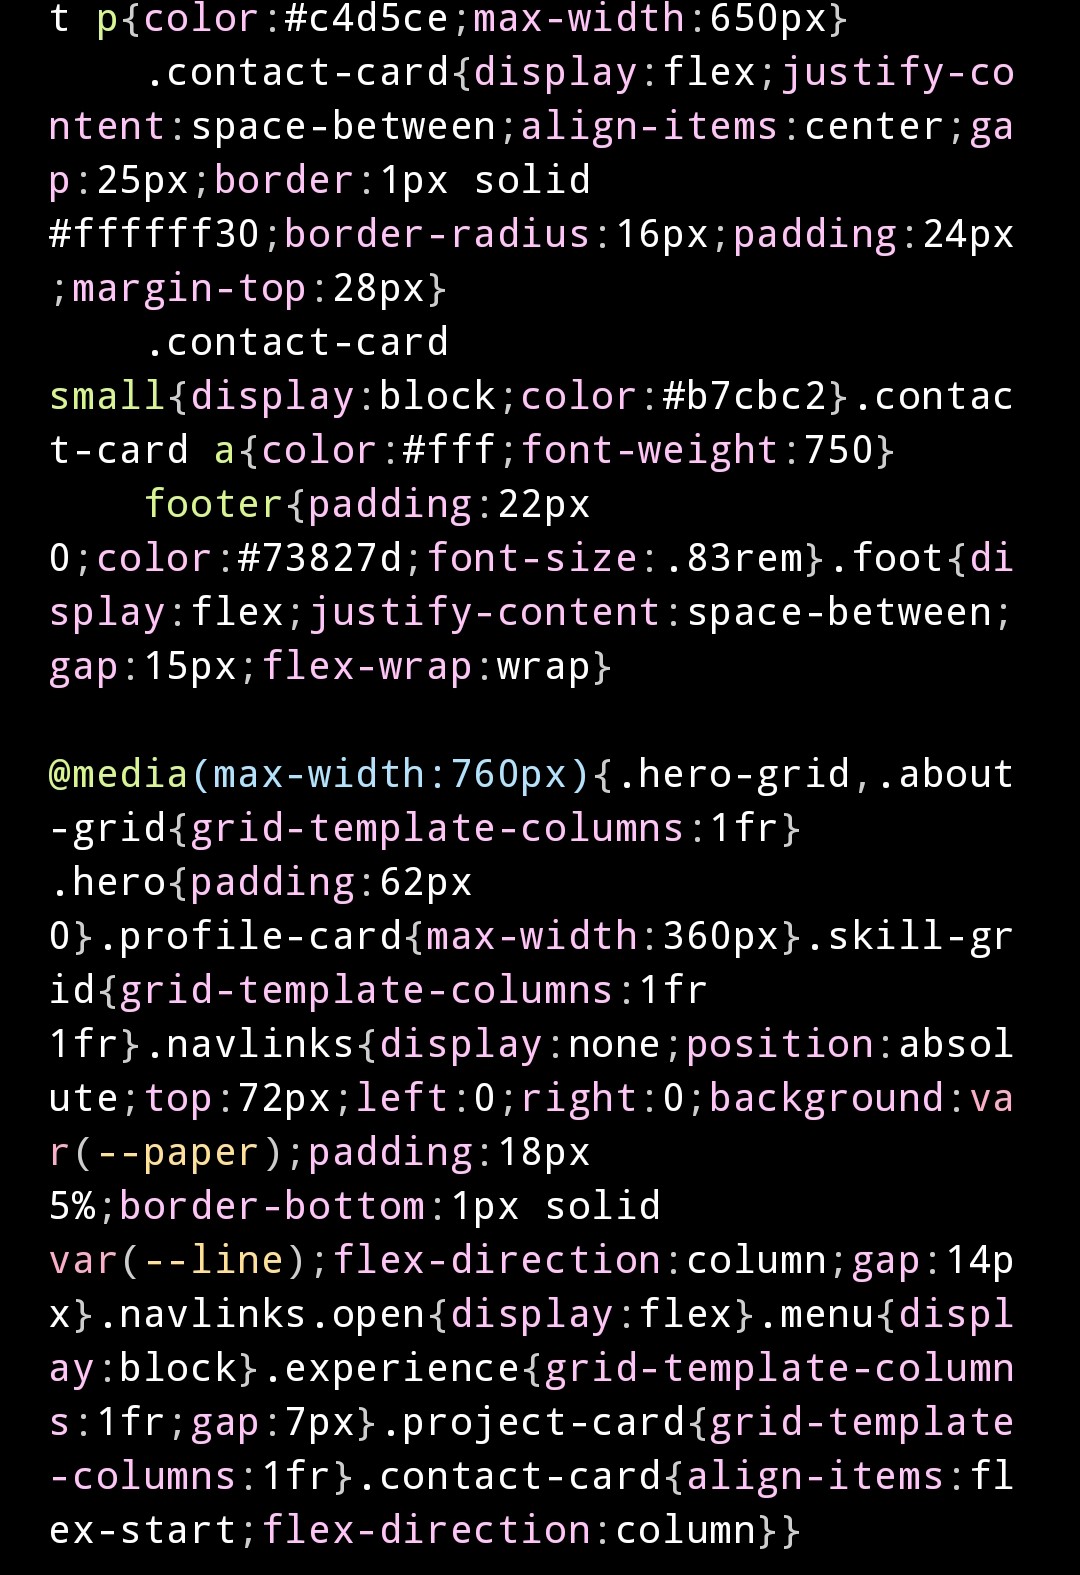 t p{color:#c4d5ce;max-width:650px}
.contact-card{display:flex;justify-co
ntent:space-between;align-items:center;ga
p:25px;border:1px solid
#ffffff30;border-radius:16px;padding:24px
;margin-top:28px}
.contact-card
small{display:block;color:#b7cbc2}.contac
t-card a{color:#fff;font-weight:750}
footer{padding:22px
0;color:#73827d;font-size:.83rem}.foot{di
splay:flex;justify-content:space-between;
gap:15px;flex-wrap:wrap}
@media(max-width:760px){.hero-grid,.about
-grid{grid-template-columns:1fr}
.hero{padding:62px
0}.profile-card{max-width:360px}.skill-gr
id{grid-template-columns:1fr
1fr}.navlinks{display:none;position:absol
ute;top:72px;left:0;right:0;background:va
r(--paper);padding:18px
5%;border-bottom:1px solid
var(--line);flex-direction:column;gap:14p
x}.navlinks.open{display:flex}.menu{displ
ay:block}.experience{grid-template-column
s:1fr;gap:7px}.project-card{grid-template
-columns:1fr}.contact-card{align-items:fl
ex-start;flex-direction:column}}